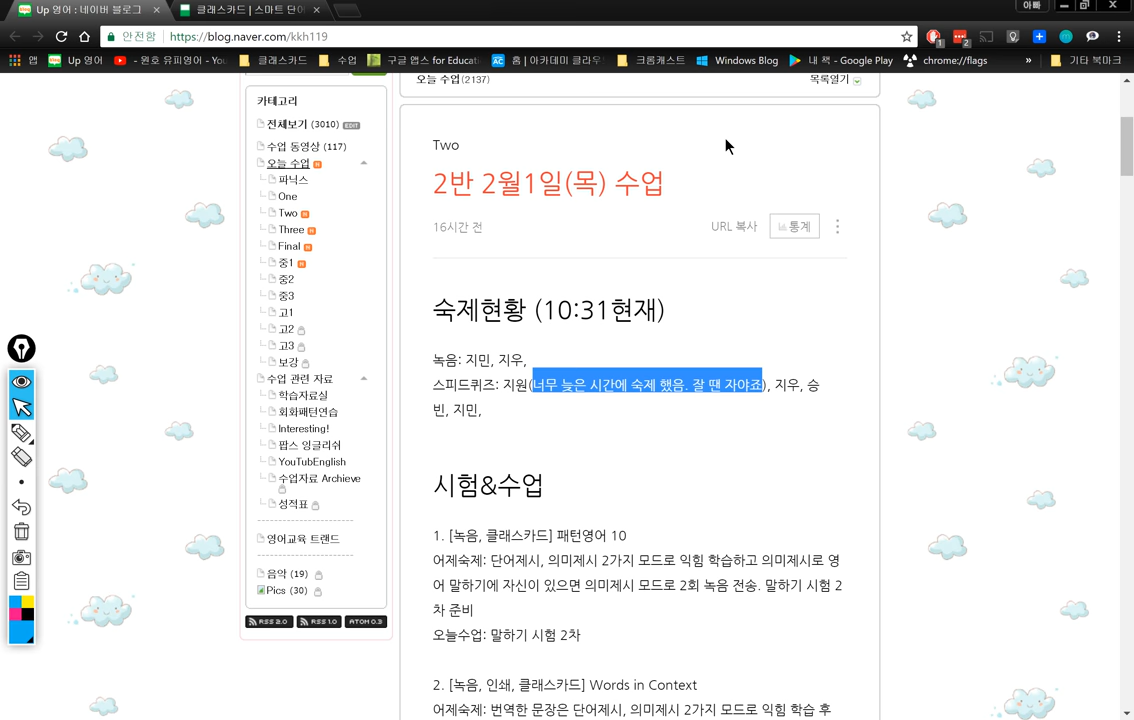 Up 영어 : 네이버 블로그
클래스카드 | 스마트 단어
아빠
안전함
https://blog.naver.com/kkh119
앱
Up 영어
- 원호 유피영어 - You
클래스카드
수업
구글 앱스 for Educati
홈 | 아카데미 클라우
크롬캐스트
Windows Blog
내 책 - Google Play
chrome://flags
»
기타 북마크
오늘 수업(2137)
목록열기
카테고리
전체보기 (3010) EDIT
수업 동영상 (117)
오늘 수업 N
파닉스
One
Two N
Three N
Final N
중1 N
중2
중3
고1
고2
고3
보강
수업 관련 자료
학습자료실
회화패턴연습
Interesting!
팝스 잉글리쉬
YouTubEnglish
수업자료 Archieve
성적표
영어교육 트랜드
음악 (19)
Pics (30)
RSS 2.0
RSS 1.0
ATOM 0.3
Two
2반 2월1일(목) 수업
16시간 전
URL 복사
통계
숙제현황 (10:31현재)
녹음: 지민, 지우,
스피드퀴즈: 지원(너무 늦은 시간에 숙제 했음. 잘 땐 자야죠), 지우, 승
빈, 지민,
시험&수업
1. [녹음, 클래스카드] 패턴영어 10
어제숙제: 단어제시, 의미제시 2가지 모드로 익힘 학습하고 의미제시로 영
어 말하기에 자신이 있으면 의미제시 모드로 2회 녹음 전송. 말하기 시험 2
차 준비
오늘수업: 말하기 시험 2차
2. [녹음, 인쇄, 클래스카드] Words in Context
어제숙제: 번역한 문장은 단어제시, 의미제시 2가지 모드로 익힘 학습 후